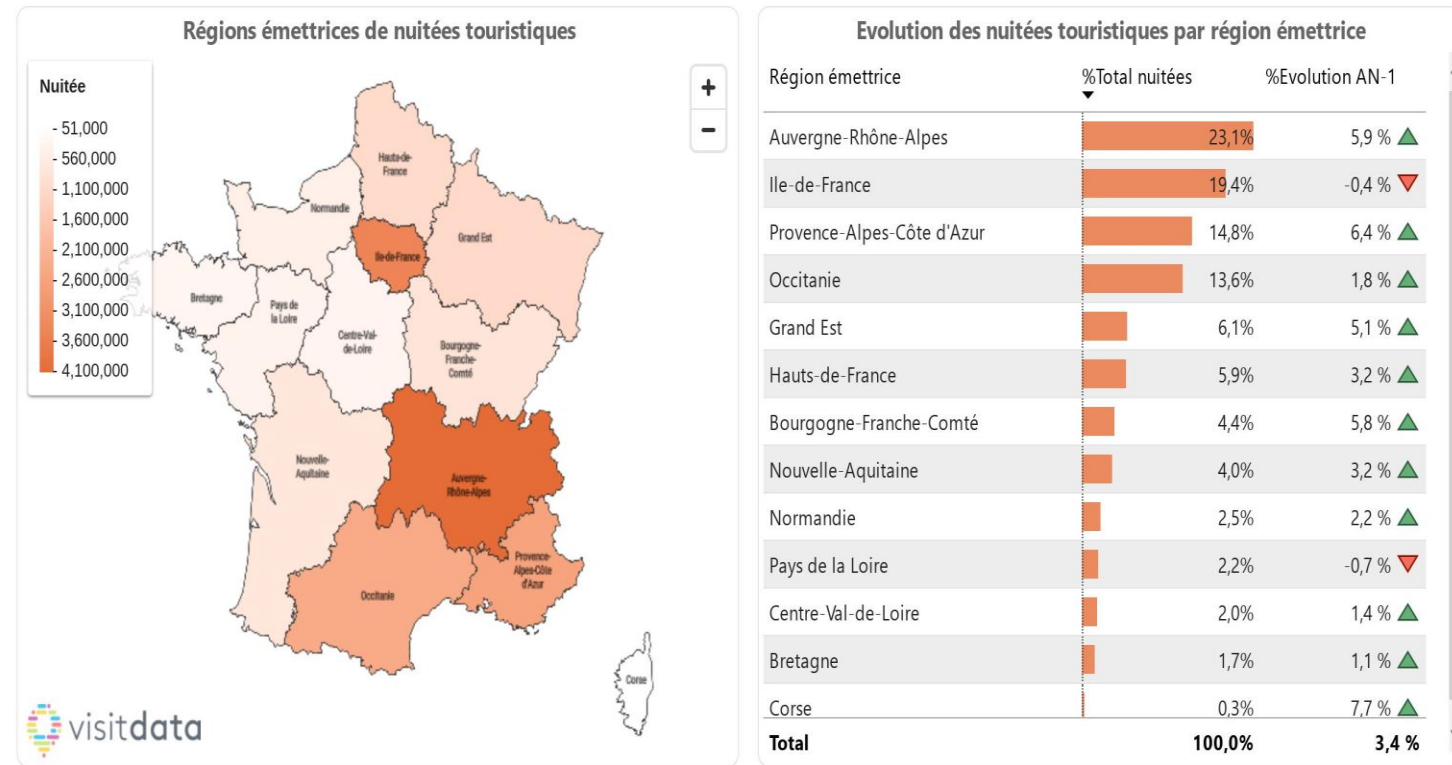 Régions émettrices de nuitées touristiques
Nuitée
- 51,000
- 560,000
- 1,100,000
- 1,600,000
- 2,100,000
- 2,600,000
- 3,100,000
- 3,600,000
- 4,100,000
+
−
Hauts-de-
France
Normandie
Ile-de-France
Grand Est
Bretagne
Pays de
la Loire
Centre-Val-
de-Loire
Bourgogne-
Franche-
Comté
Nouvelle-
Aquitaine
Auvergne-
Rhône-Alpes
Provence-
Alpes-Côte
d'Azur
Occitanie
Corse
visitdata
Evolution des nuitées touristiques par région émettrice
Région émettrice %Total nuitées %Evolution AN-1
Auvergne-Rhône-Alpes 23,1% 5,9 %
Ile-de-France 19,4% -0,4 %
Provence-Alpes-Côte d'Azur 14,8% 6,4 %
Occitanie 13,6% 1,8 %
Grand Est 6,1% 5,1 %
Hauts-de-France 5,9% 3,2 %
Bourgogne-Franche-Comté 4,4% 5,8 %
Nouvelle-Aquitaine 4,0% 3,2 %
Normandie 2,5% 2,2 %
Pays de la Loire 2,2% -0,7 %
Centre-Val-de-Loire 2,0% 1,4 %
Bretagne 1,7% 1,1 %
Corse 0,3% 7,7 %
Total 100,0% 3,4 %